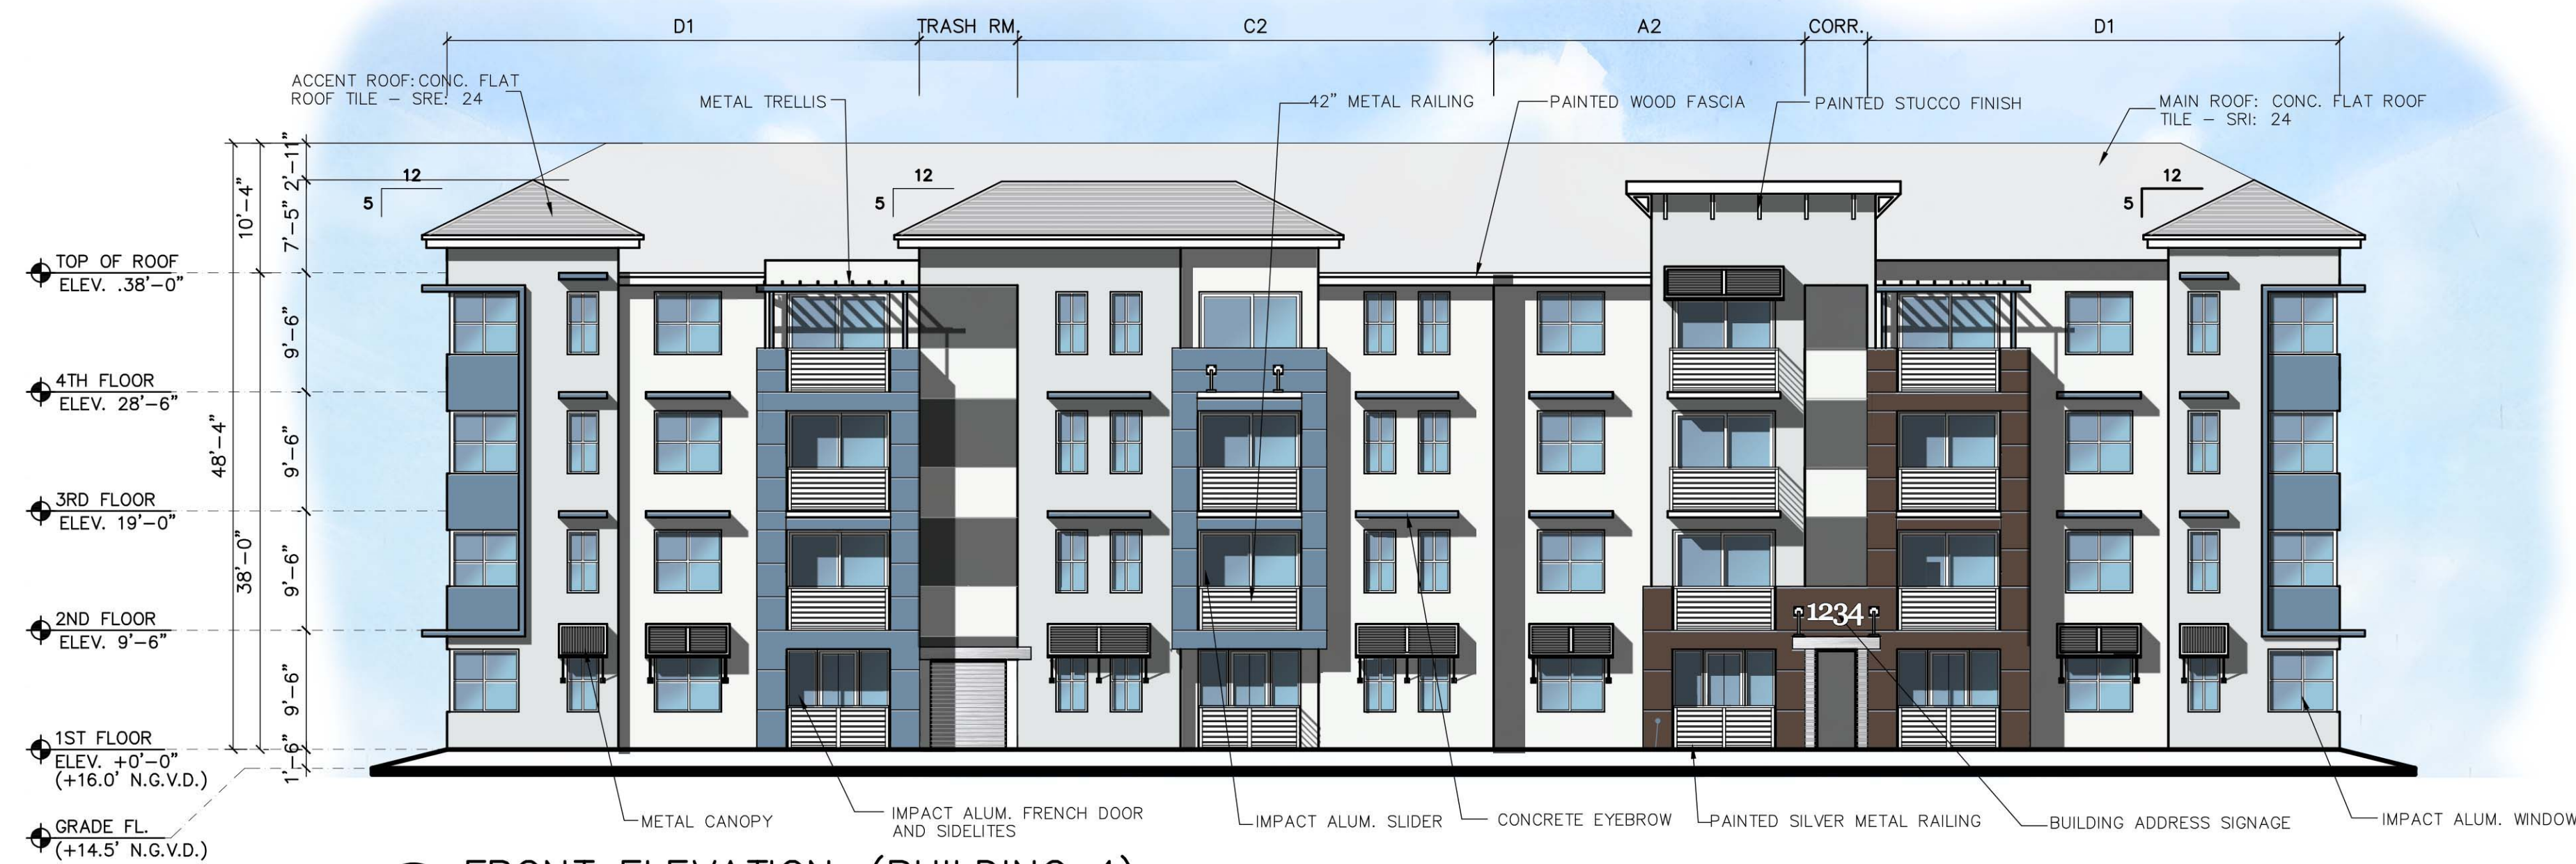 D1
TRASH RM.
C2
A2
CORR.
D1
ACCENT ROOF: CONC. FLAT
ROOF TILE – SRE: 24
METAL TRELLIS
42" METAL RAILING
PAINTED WOOD FASCIA
PAINTED STUCCO FINISH
MAIN ROOF: CONC. FLAT ROOF
TILE – SRI: 24
12
5
12
5
12
5
2'–11"
10'–4"
7'–5"
TOP OF ROOF
ELEV. .38'–0"
9'–6"
4TH FLOOR
ELEV. 28'–6"
48'–4"
9'–6"
3RD FLOOR
ELEV. 19'–0"
38'–0"
9'–6"
2ND FLOOR
ELEV. 9'–6"
1234
9'–6"
1ST FLOOR
ELEV. +0'–0"
(+16.0' N.G.V.D.)
1'–6"
GRADE FL.
(+14.5' N.G.V.D.)
METAL CANOPY
IMPACT ALUM. FRENCH DOOR
AND SIDELITES
IMPACT ALUM. SLIDER
CONCRETE EYEBROW
PAINTED SILVER METAL RAILING
BUILDING ADDRESS SIGNAGE
IMPACT ALUM. WINDOW
FRONT ELEVATION (BUILDING 4)